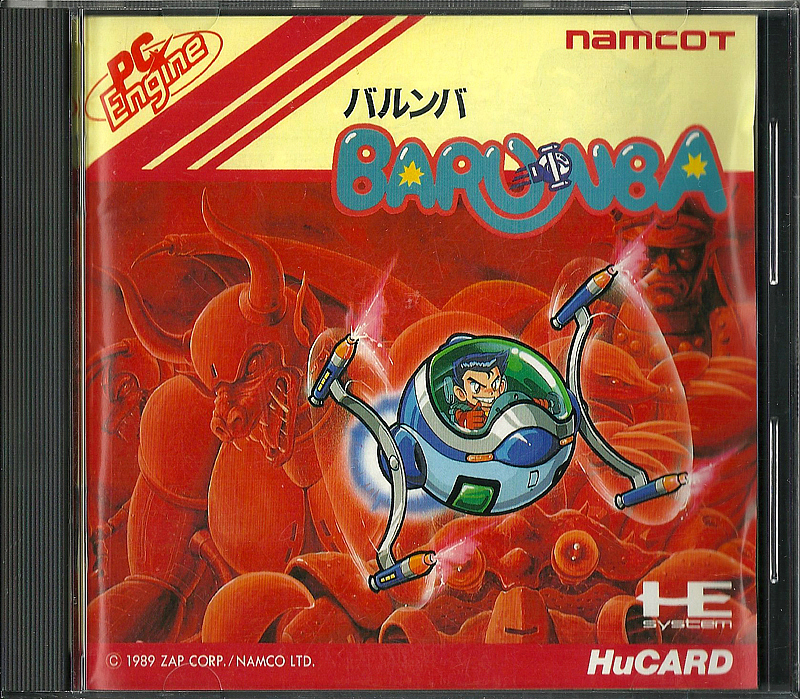 PC Engine
namcot
バルンバ
BARUNBA
HE system
© 1989 ZAP CORP./NAMCO LTD.
HuCARD